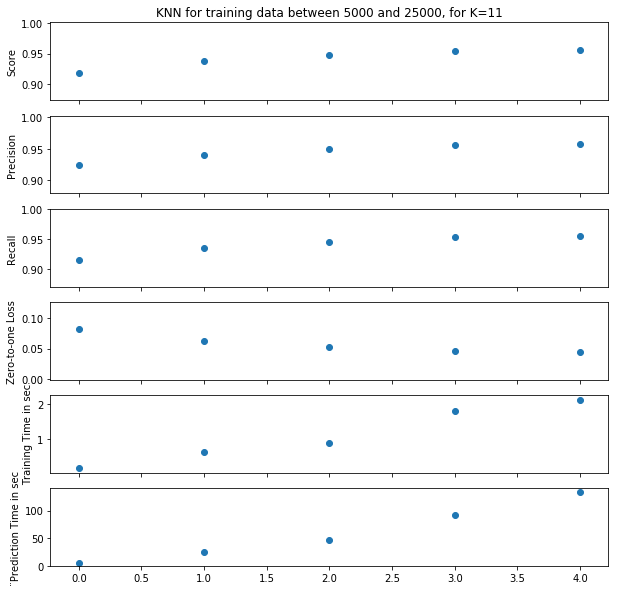 KNN for training data between 5000 and 25000, for K=11
1.00
0.95
0.90
Score
1.00
0.95
0.90
Precision
1.00
0.95
0.90
Recall
0.10
0.05
0.00
Zero-to-one Loss
2
1
Training Time in sec
100
50
0
¨Prediction Time in sec
0.0 0.5 1.0 1.5 2.0 2.5 3.0 3.5 4.0